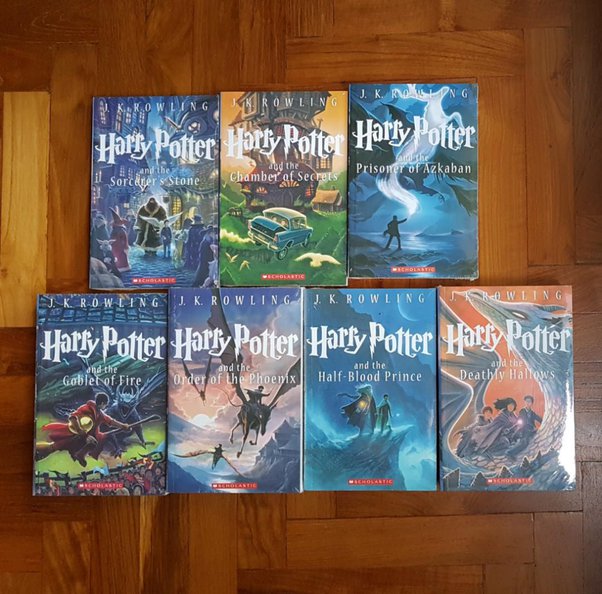 J. K. ROWLING
Harry Potter
and the
Sorcerer's Stone
SCHOLASTIC
J. K. ROWLING
Harry Potter
and the
Chamber of Secrets
SCHOLASTIC
J. K. ROWLING
Harry Potter
and the
Prisoner of Azkaban
SCHOLASTIC
J. K. ROWLING
Harry Potter
and the
Goblet of Fire
SCHOLASTIC
J. K. ROWLING
Harry Potter
and the
Order of the Phoenix
SCHOLASTIC
J. K. ROWLING
Harry Potter
and the
Half-Blood Prince
SCHOLASTIC
J. K. ROWLING
Harry Potter
and the
Deathly Hallows
SCHOLASTIC